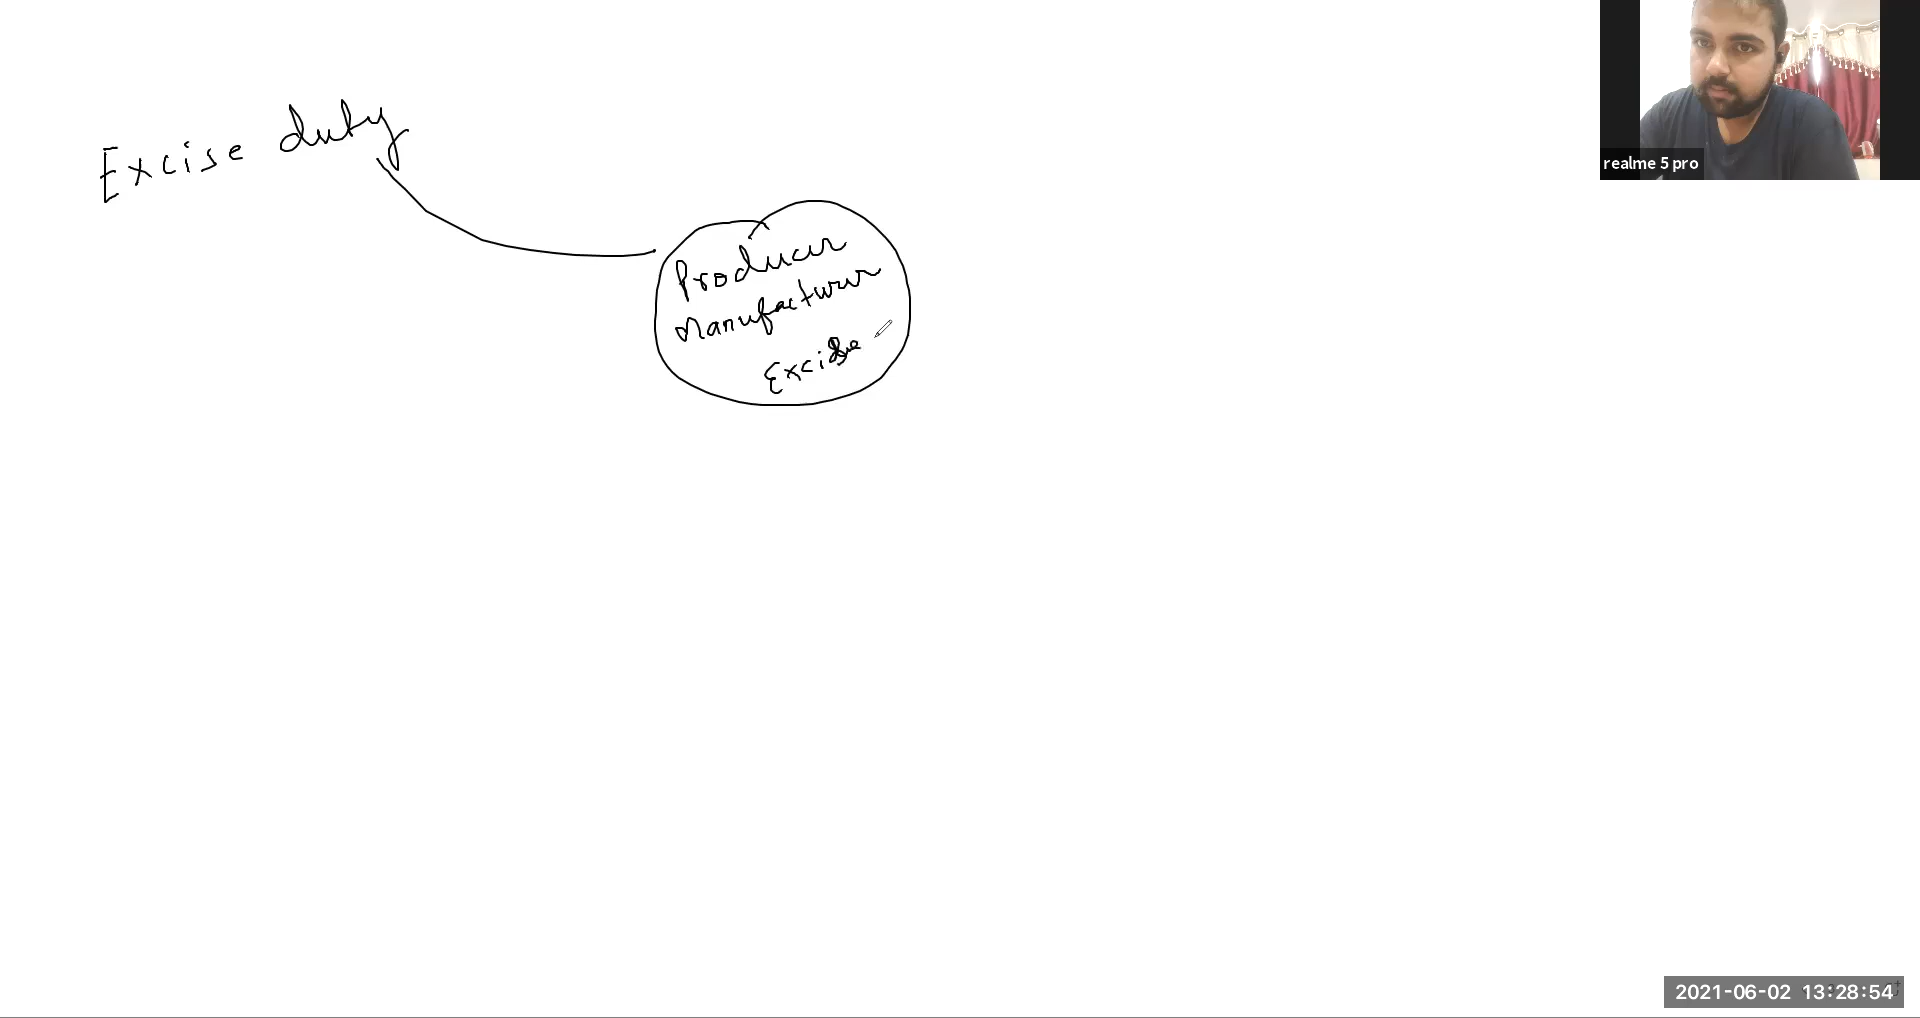 Excise duty
Producer
Manufacturer
Excise
realme 5 pro
2021-06-02 13:28:54